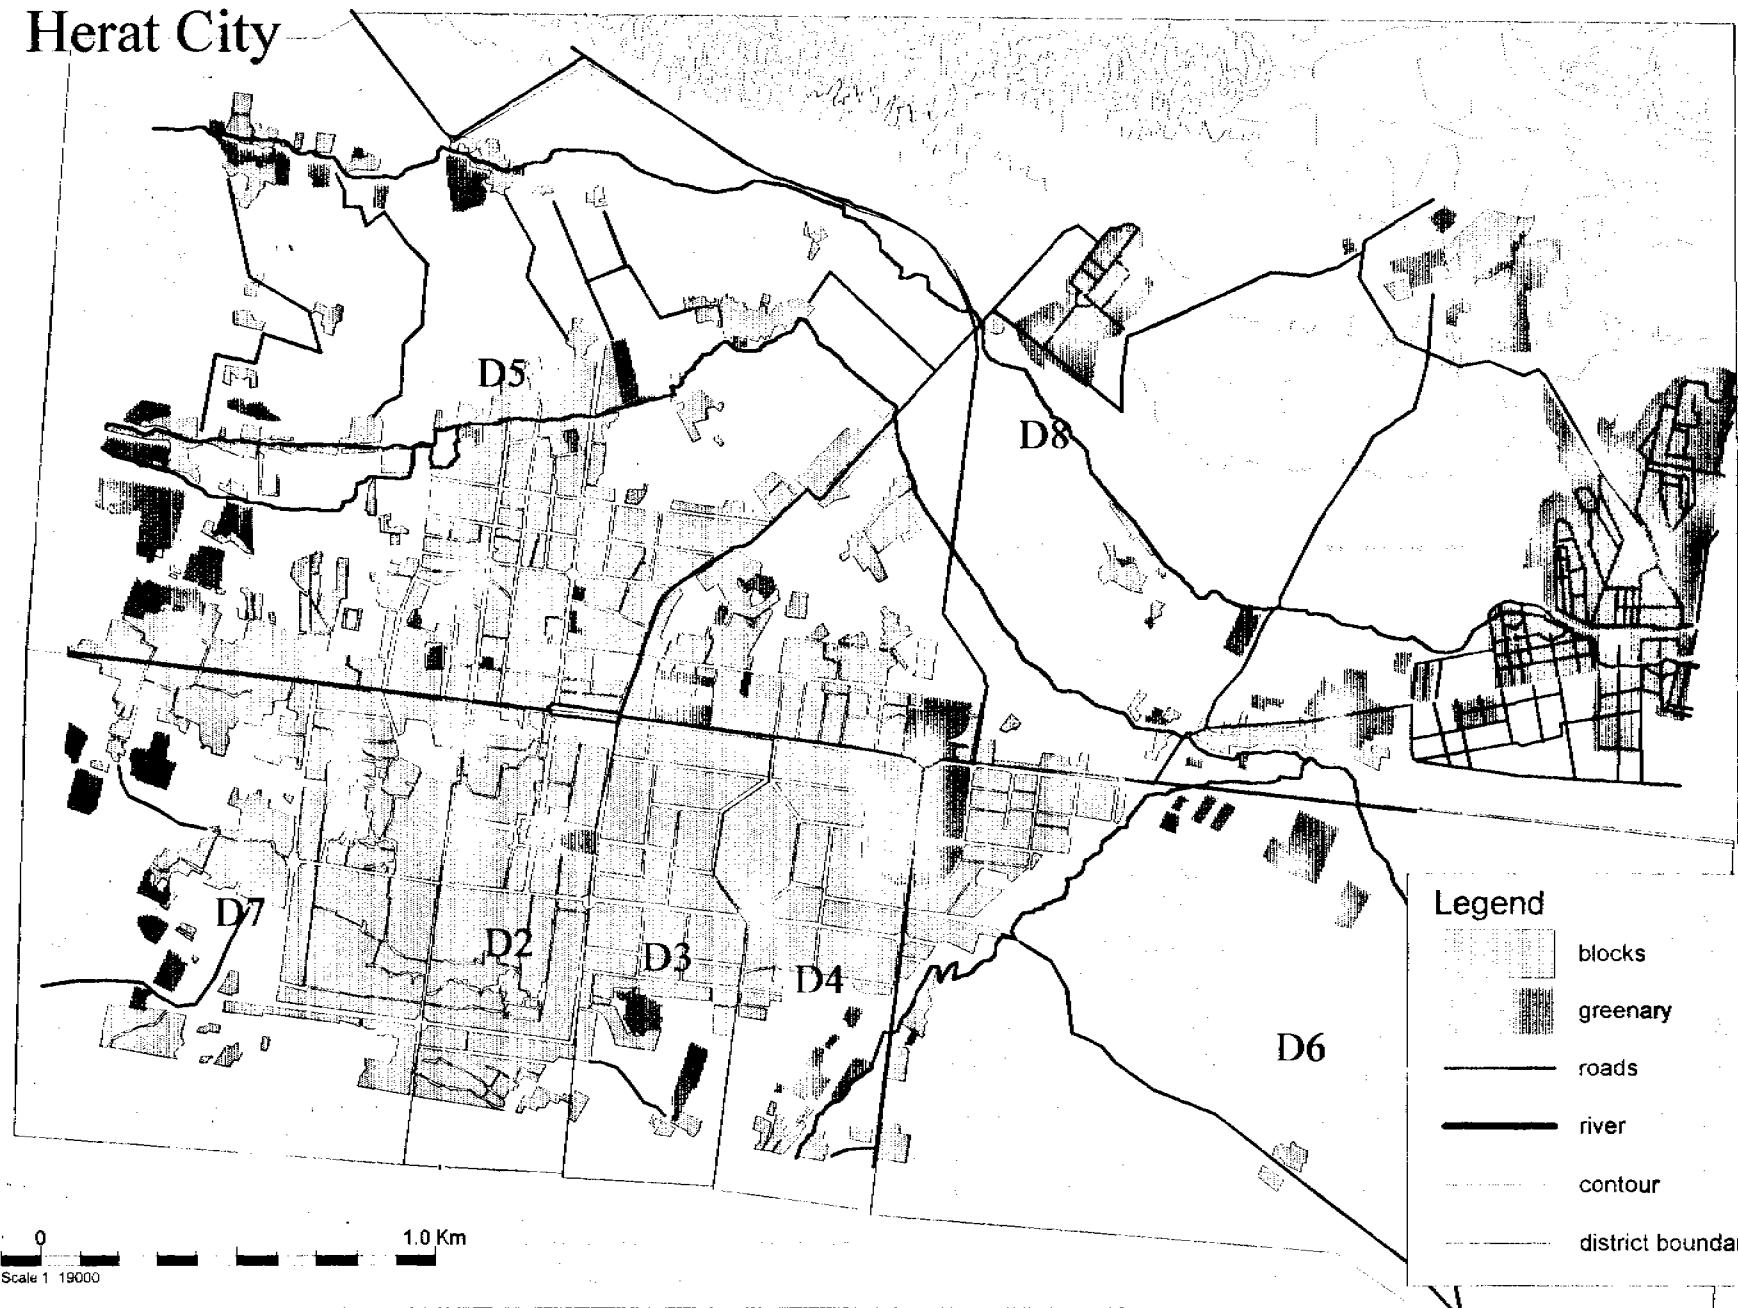 Herat City
D5
D8
D7
D2
D3
D4
D6
Legend
blocks
greenary
roads
river
contour
district boundar
0 1.0 Km
Scale 1 19000